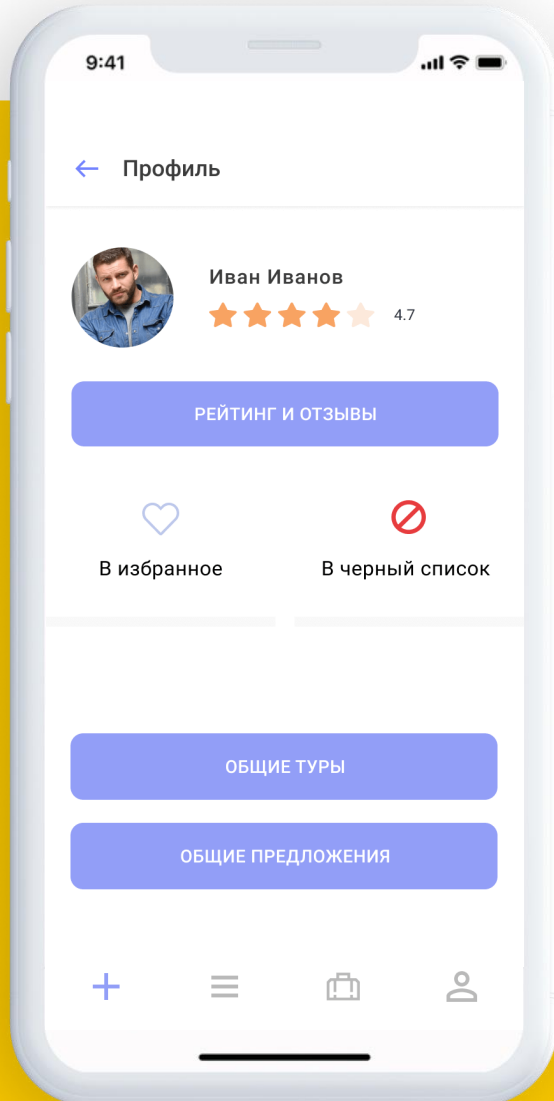 9:41
Профиль
Иван Иванов
4.7
РЕЙТИНГ И ОТЗЫВЫ
В избранное
В черный список
ОБЩИЕ ТУРЫ
ОБЩИЕ ПРЕДЛОЖЕНИЯ